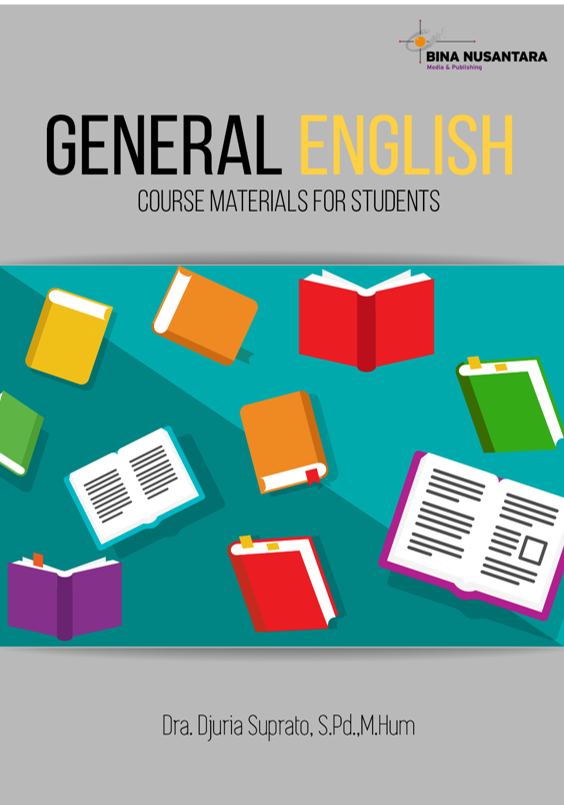 BINA NUSANTARA
Media & Publishing
GENERAL ENGLISH
COURSE MATERIALS FOR STUDENTS
Dra. Djuria Suprato, S.Pd.,M.Hum